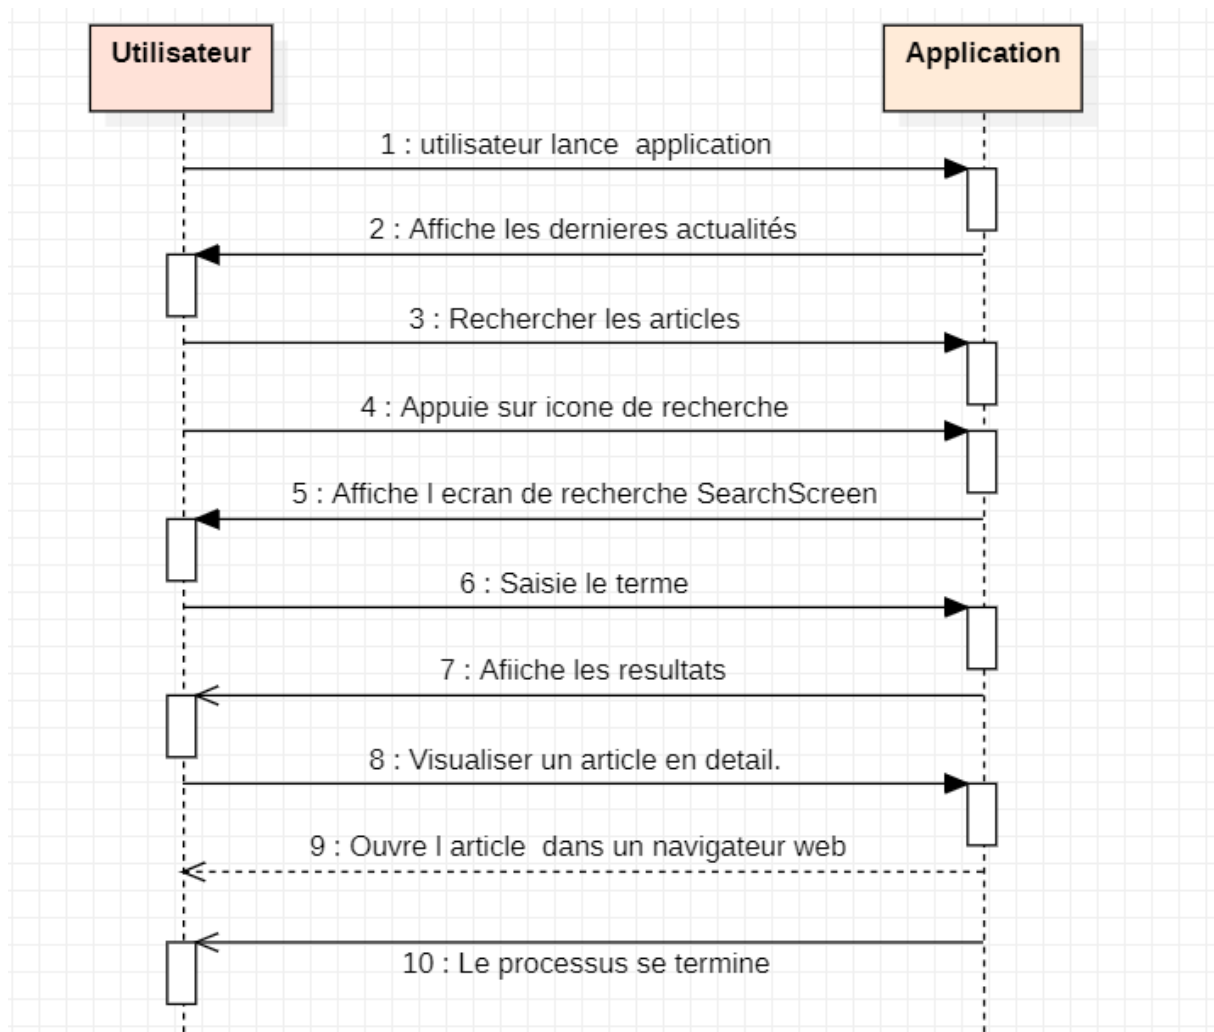 Utilisateur
Application
1 : utilisateur lance  application
2 : Affiche les dernieres actualités
3 : Rechercher les articles
4 : Appuie sur icone de recherche
5 : Affiche l ecran de recherche SearchScreen
6 : Saisie le terme
7 : Afiiche les resultats
8 : Visualiser un article en detail.
9 : Ouvre l article  dans un navigateur web
10 : Le processus se termine